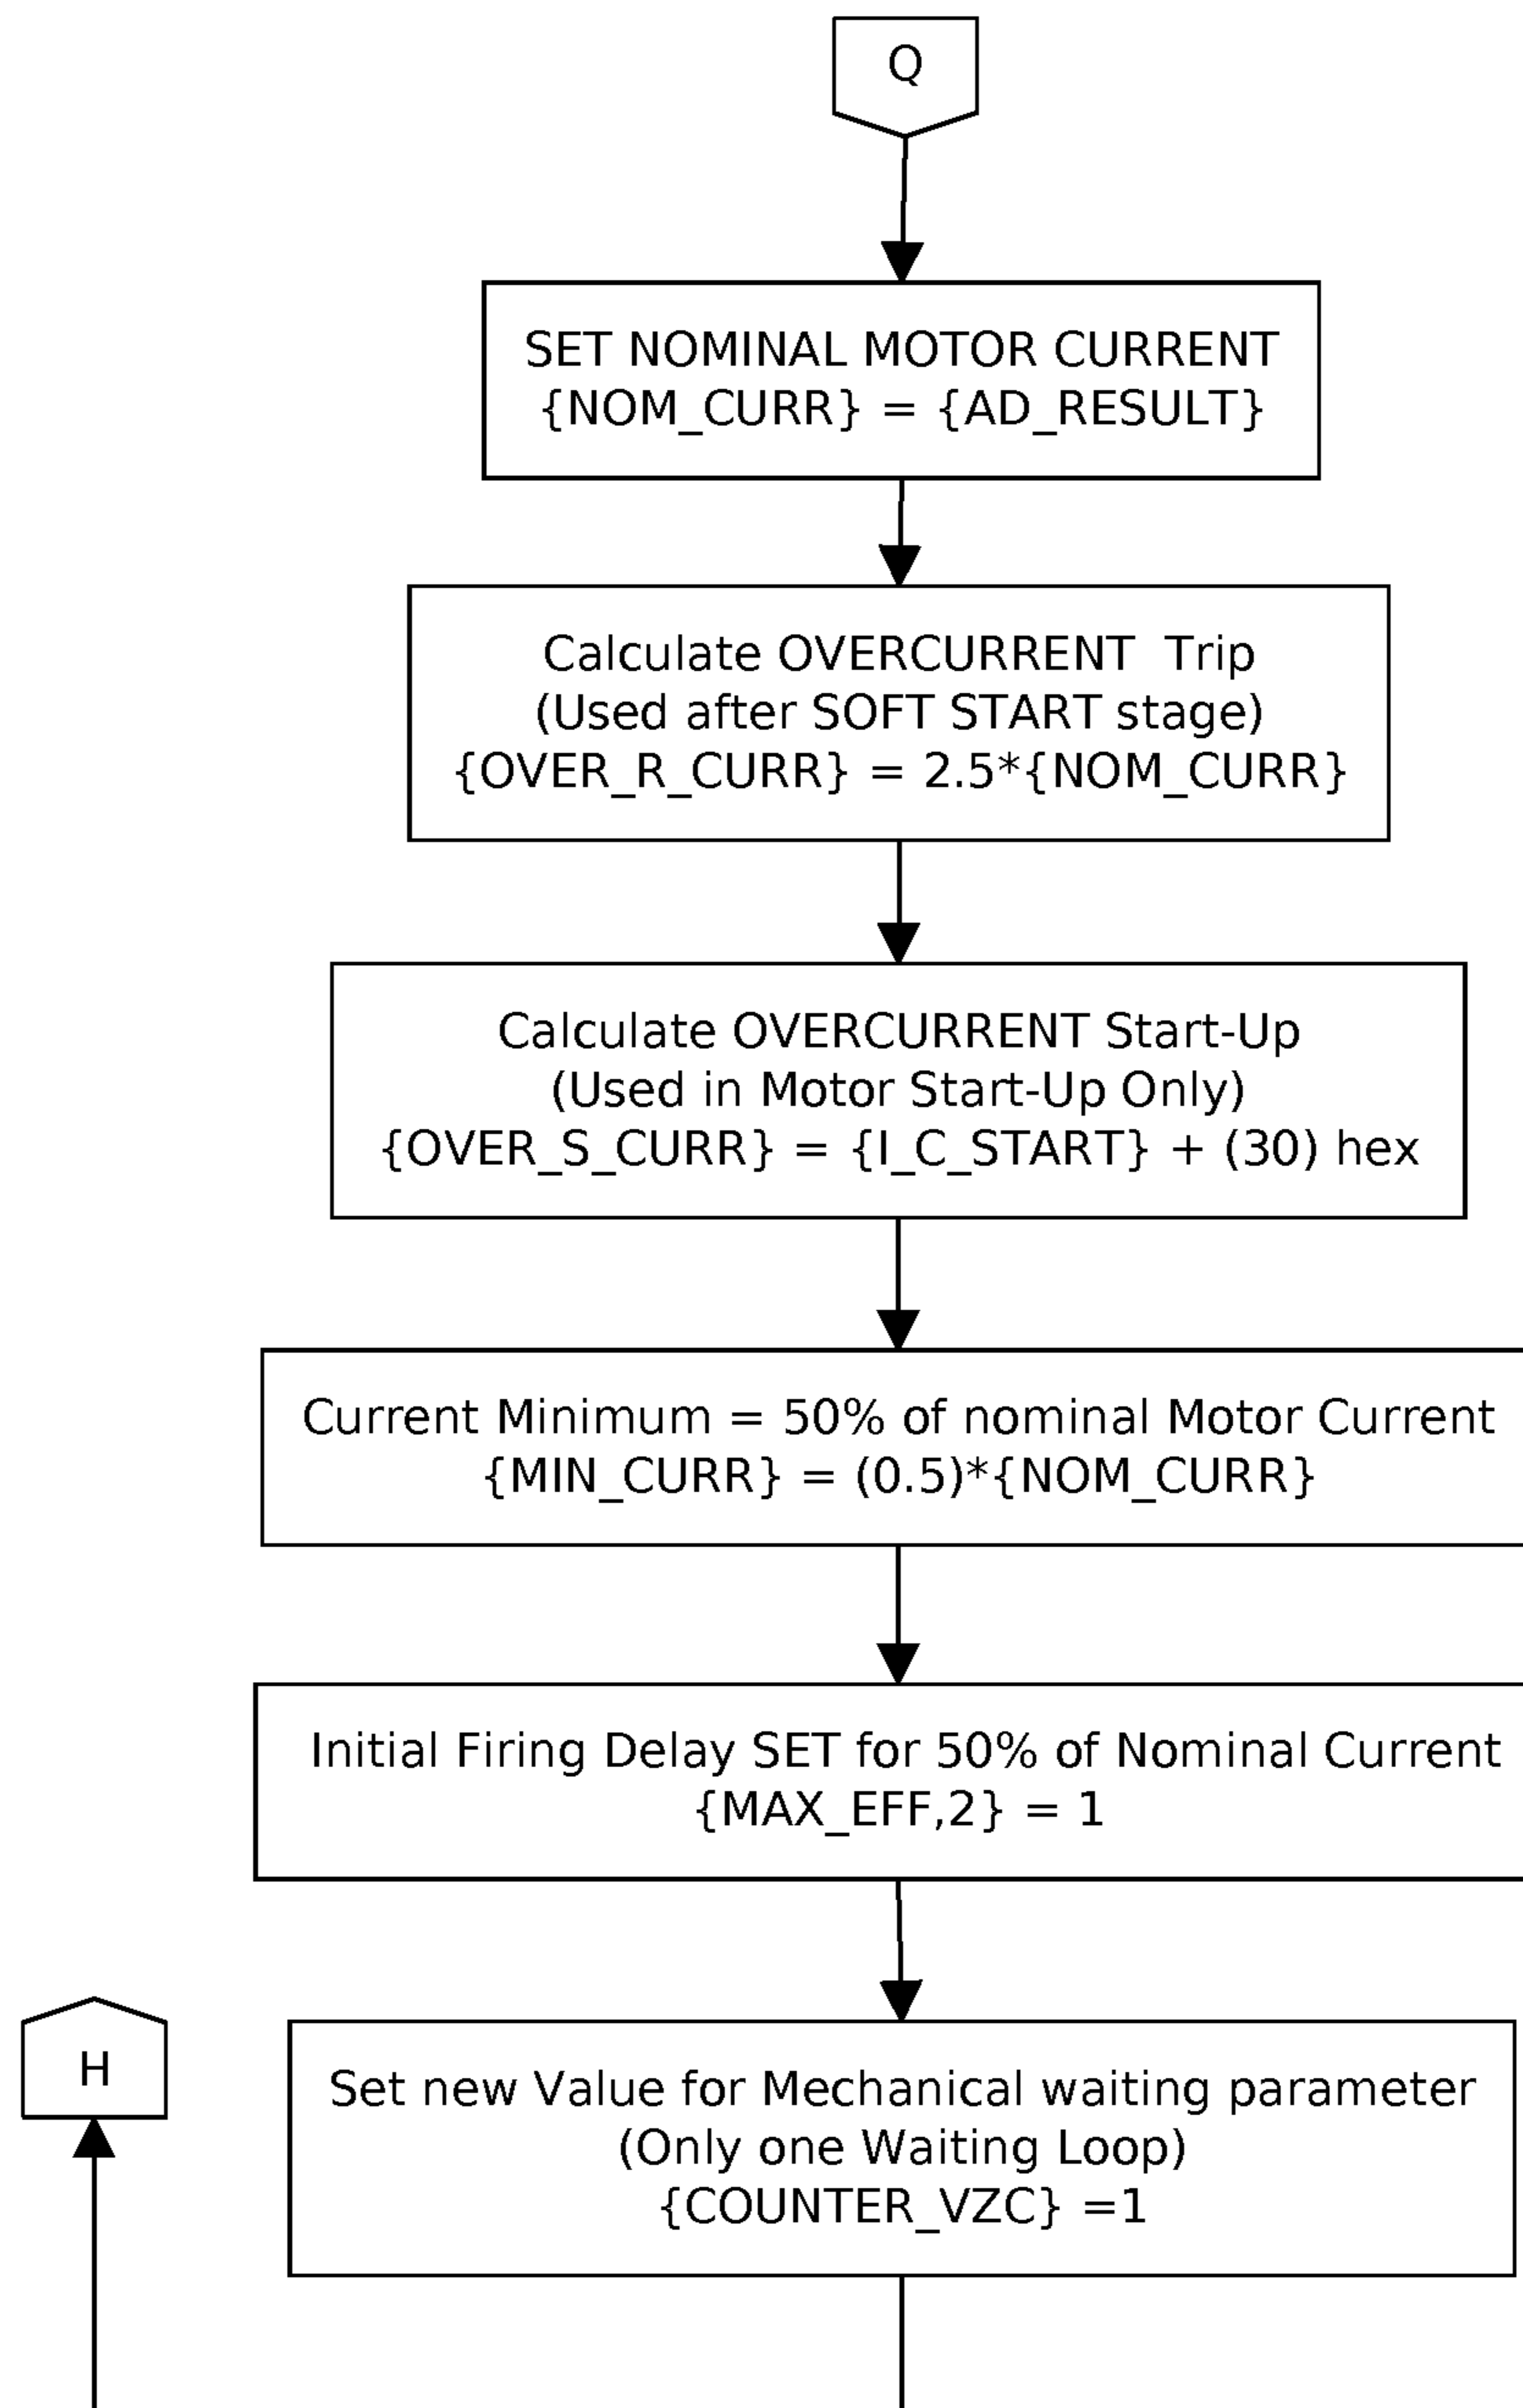 Q
SET NOMINAL MOTOR CURRENT
{NOM_CURR} = {AD_RESULT}
Calculate OVERCURRENT  Trip
(Used after SOFT START stage)
{OVER_R_CURR} = 2.5*{NOM_CURR}
Calculate OVERCURRENT Start-Up
(Used in Motor Start-Up Only)
{OVER_S_CURR} = {I_C_START} + (30) hex
Current Minimum = 50% of nominal Motor Current
{MIN_CURR} = (0.5)*{NOM_CURR}
Initial Firing Delay SET for 50% of Nominal Current
{MAX_EFF,2} = 1
H
Set new Value for Mechanical waiting parameter
(Only one Waiting Loop)
{COUNTER_VZC} =1